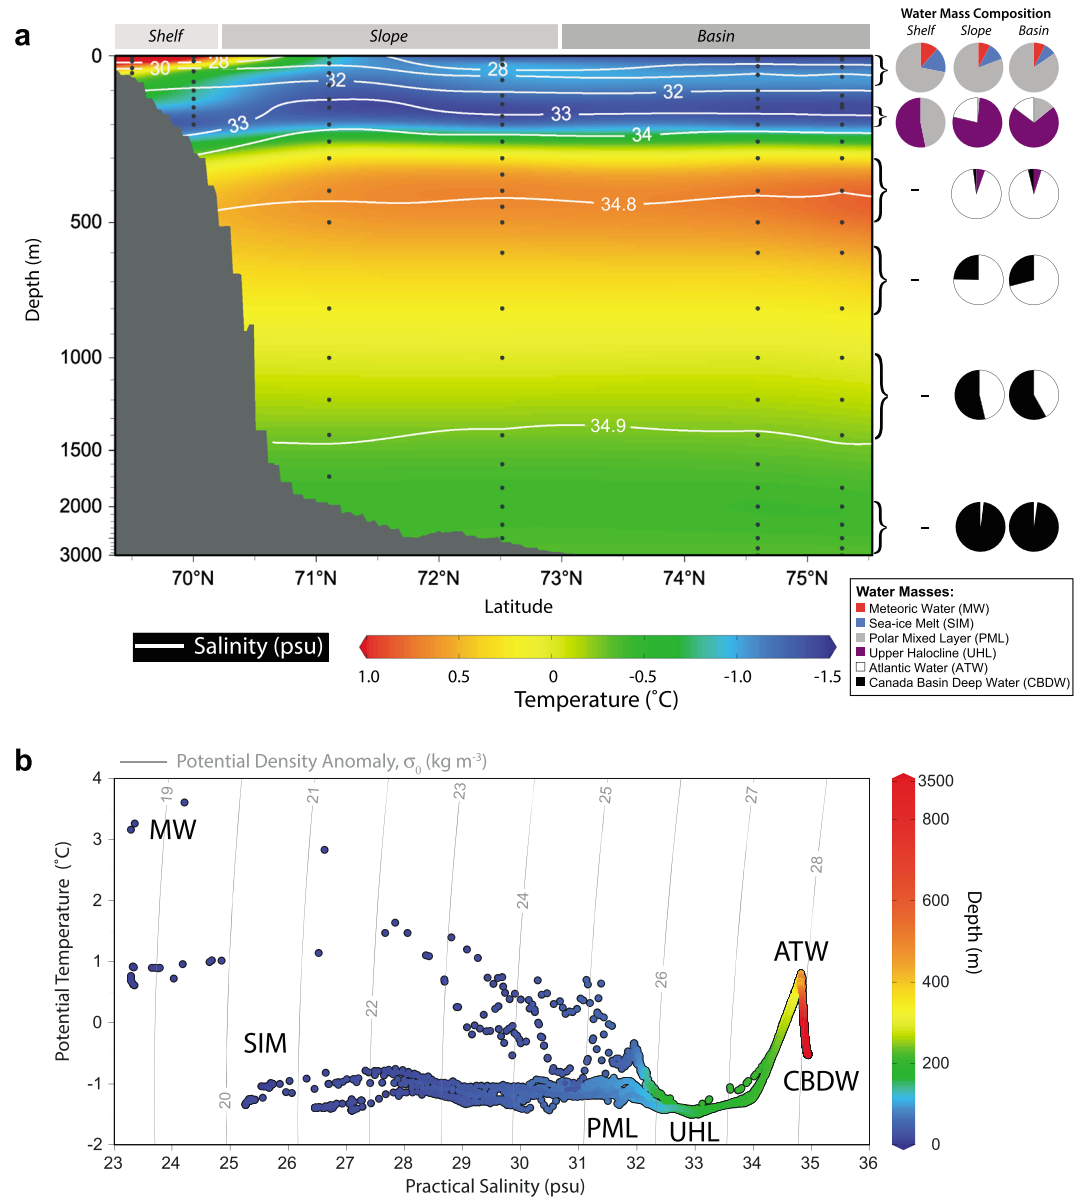 a
Shelf
Slope
Basin
Water Mass Composition
Shelf
Slope
Basin
0
500
1000
1500
2000
3000
Depth (m)
30
28
28
32
32
33
33
34
34.8
34.9
-
-
-
-
70°N
71°N
72°N
73°N
74°N
75°N
Latitude
Salinity (psu)
1.0
0.5
0
-0.5
-1.0
-1.5
Temperature (˚C)
Water Masses:
Meteoric Water (MW)
Sea-ice Melt (SIM)
Polar Mixed Layer (PML)
Upper Halocline (UHL)
Atlantic Water (ATW)
Canada Basin Deep Water (CBDW)
b
Potential Density Anomaly, σ₀ (kg m⁻³)
4
3
2
1
0
-1
-2
Potential Temperature (˚C)
19
20
21
22
23
24
25
26
27
28
MW
SIM
PML
UHL
ATW
CBDW
23
24
25
26
27
28
29
30
31
32
33
34
35
36
Practical Salinity (psu)
3500
800
600
400
200
0
Depth (m)